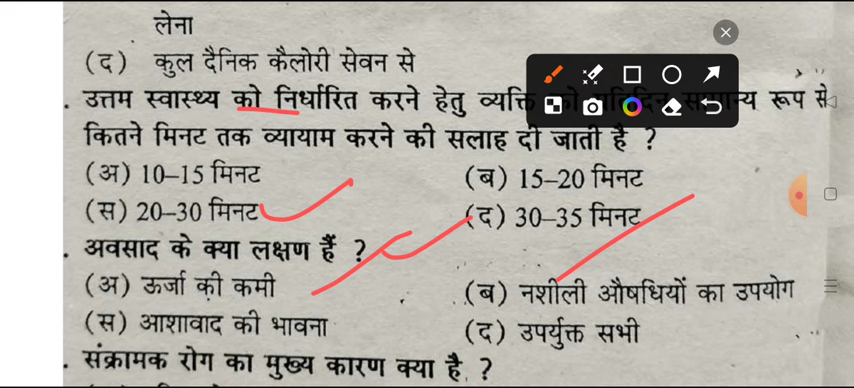 लेना
(द) कुल दैनिक कैलोरी सेवन से
. उत्तम स्वास्थ्य को निर्धारित करने हेतु व्यक्ति रूप से
कितने मिनट तक व्यायाम करने की सलाह दी जाती है ?
(अ) 10–15 मिनट (ब) 15–20 मिनट
(स) 20–30 मिनट (द) 30–35 मिनट
. अवसाद के क्या लक्षण हैं ?
(अ) ऊर्जा की कमी (ब) नशीली औषधियों का उपयोग
(स) आशावाद की भावना (द) उपर्युक्त सभी
. संक्रामक रोग का मुख्य कारण क्या है ?